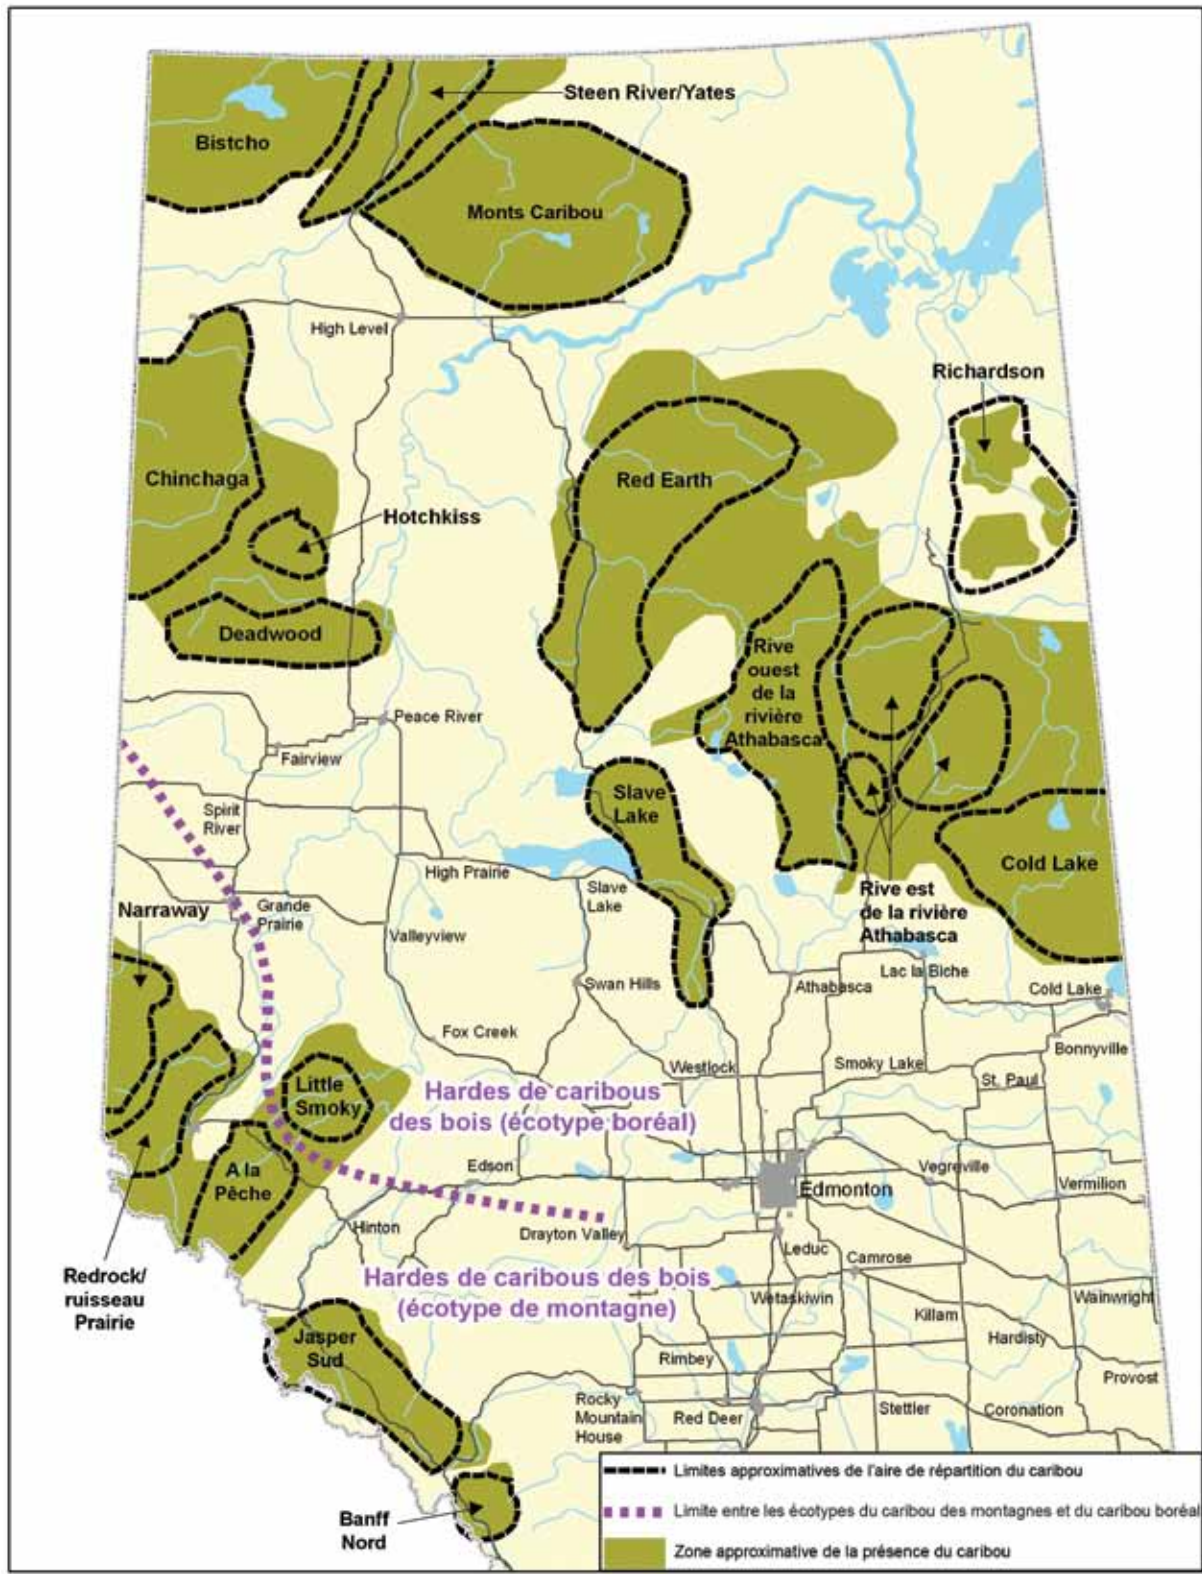 Steen River/Yates
Bistcho
Monts Caribou
High Level
Richardson
Chinchaga
Red Earth
Hotchkiss
Deadwood
Rive
ouest
de la
rivière
Athabasca
Peace River
Fairview
Spirit
River
Slave
Lake
Cold Lake
High Prairie
Slave
Lake
Rive est
de la rivière
Athabasca
Narraway
Grande
Prairie
Valleyview
Lac la Biche
Swan Hills
Athabasca
Cold Lake
Fox Creek
Bonnyville
Westlock
Smoky Lake
St. Paul
Little
Smoky
Hardes de caribous
des bois (écotype boréal)
A la
Pêche
Edson
Vegreville
Vermilion
Edmonton
Hinton
Drayton Valley
Leduc
Camrose
Redrock/
ruisseau
Prairie
Hardes de caribous des bois
(écotype de montagne)
Wetaskiwin
Wainwright
Killam
Hardisty
Jasper
Sud
Rimbey
Provost
Rocky
Mountain
House
Red Deer
Stettler
Coronation
Banff
Nord
Limites approximatives de l'aire de répartition du caribou
Limite entre les écotypes du caribou des montagnes et du caribou boréal
Zone approximative de la présence du caribou